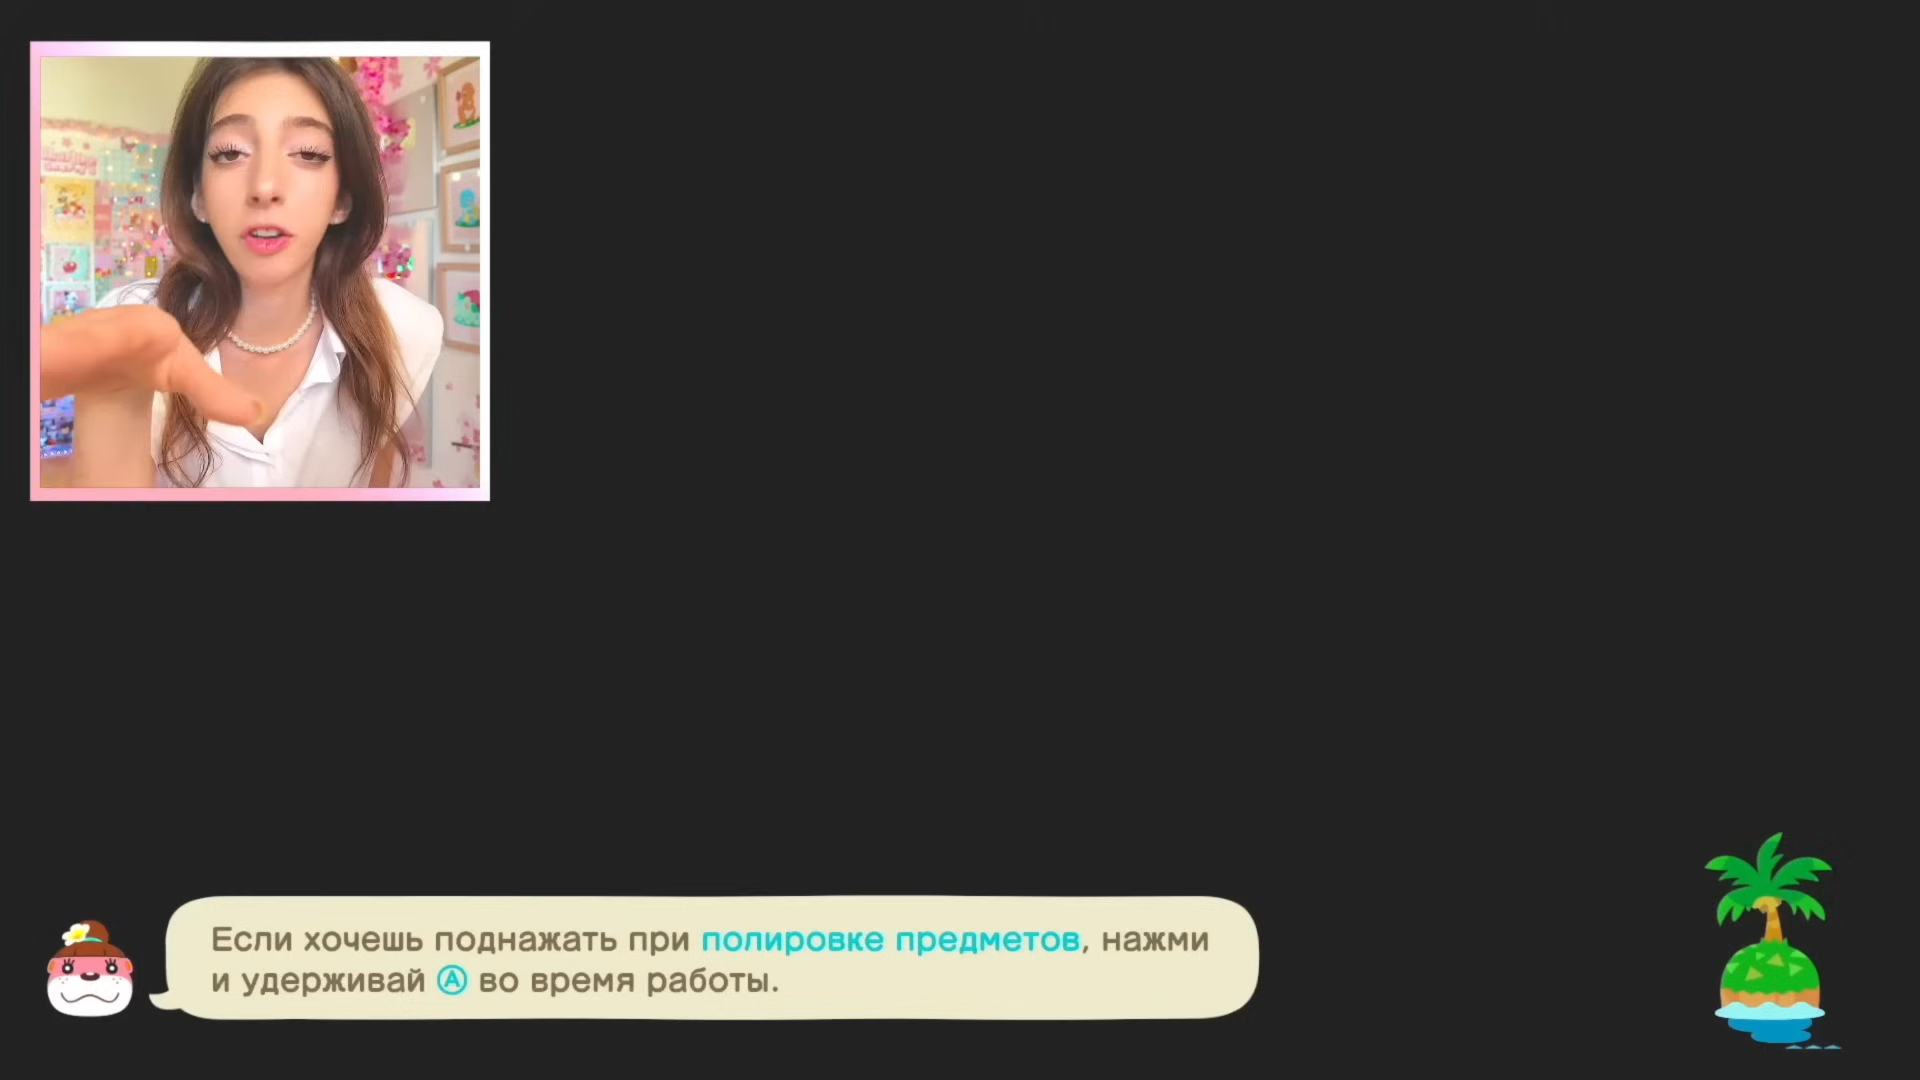 Если хочешь поднажать при полировке предметов, нажми
и удерживай Ⓐ во время работы.